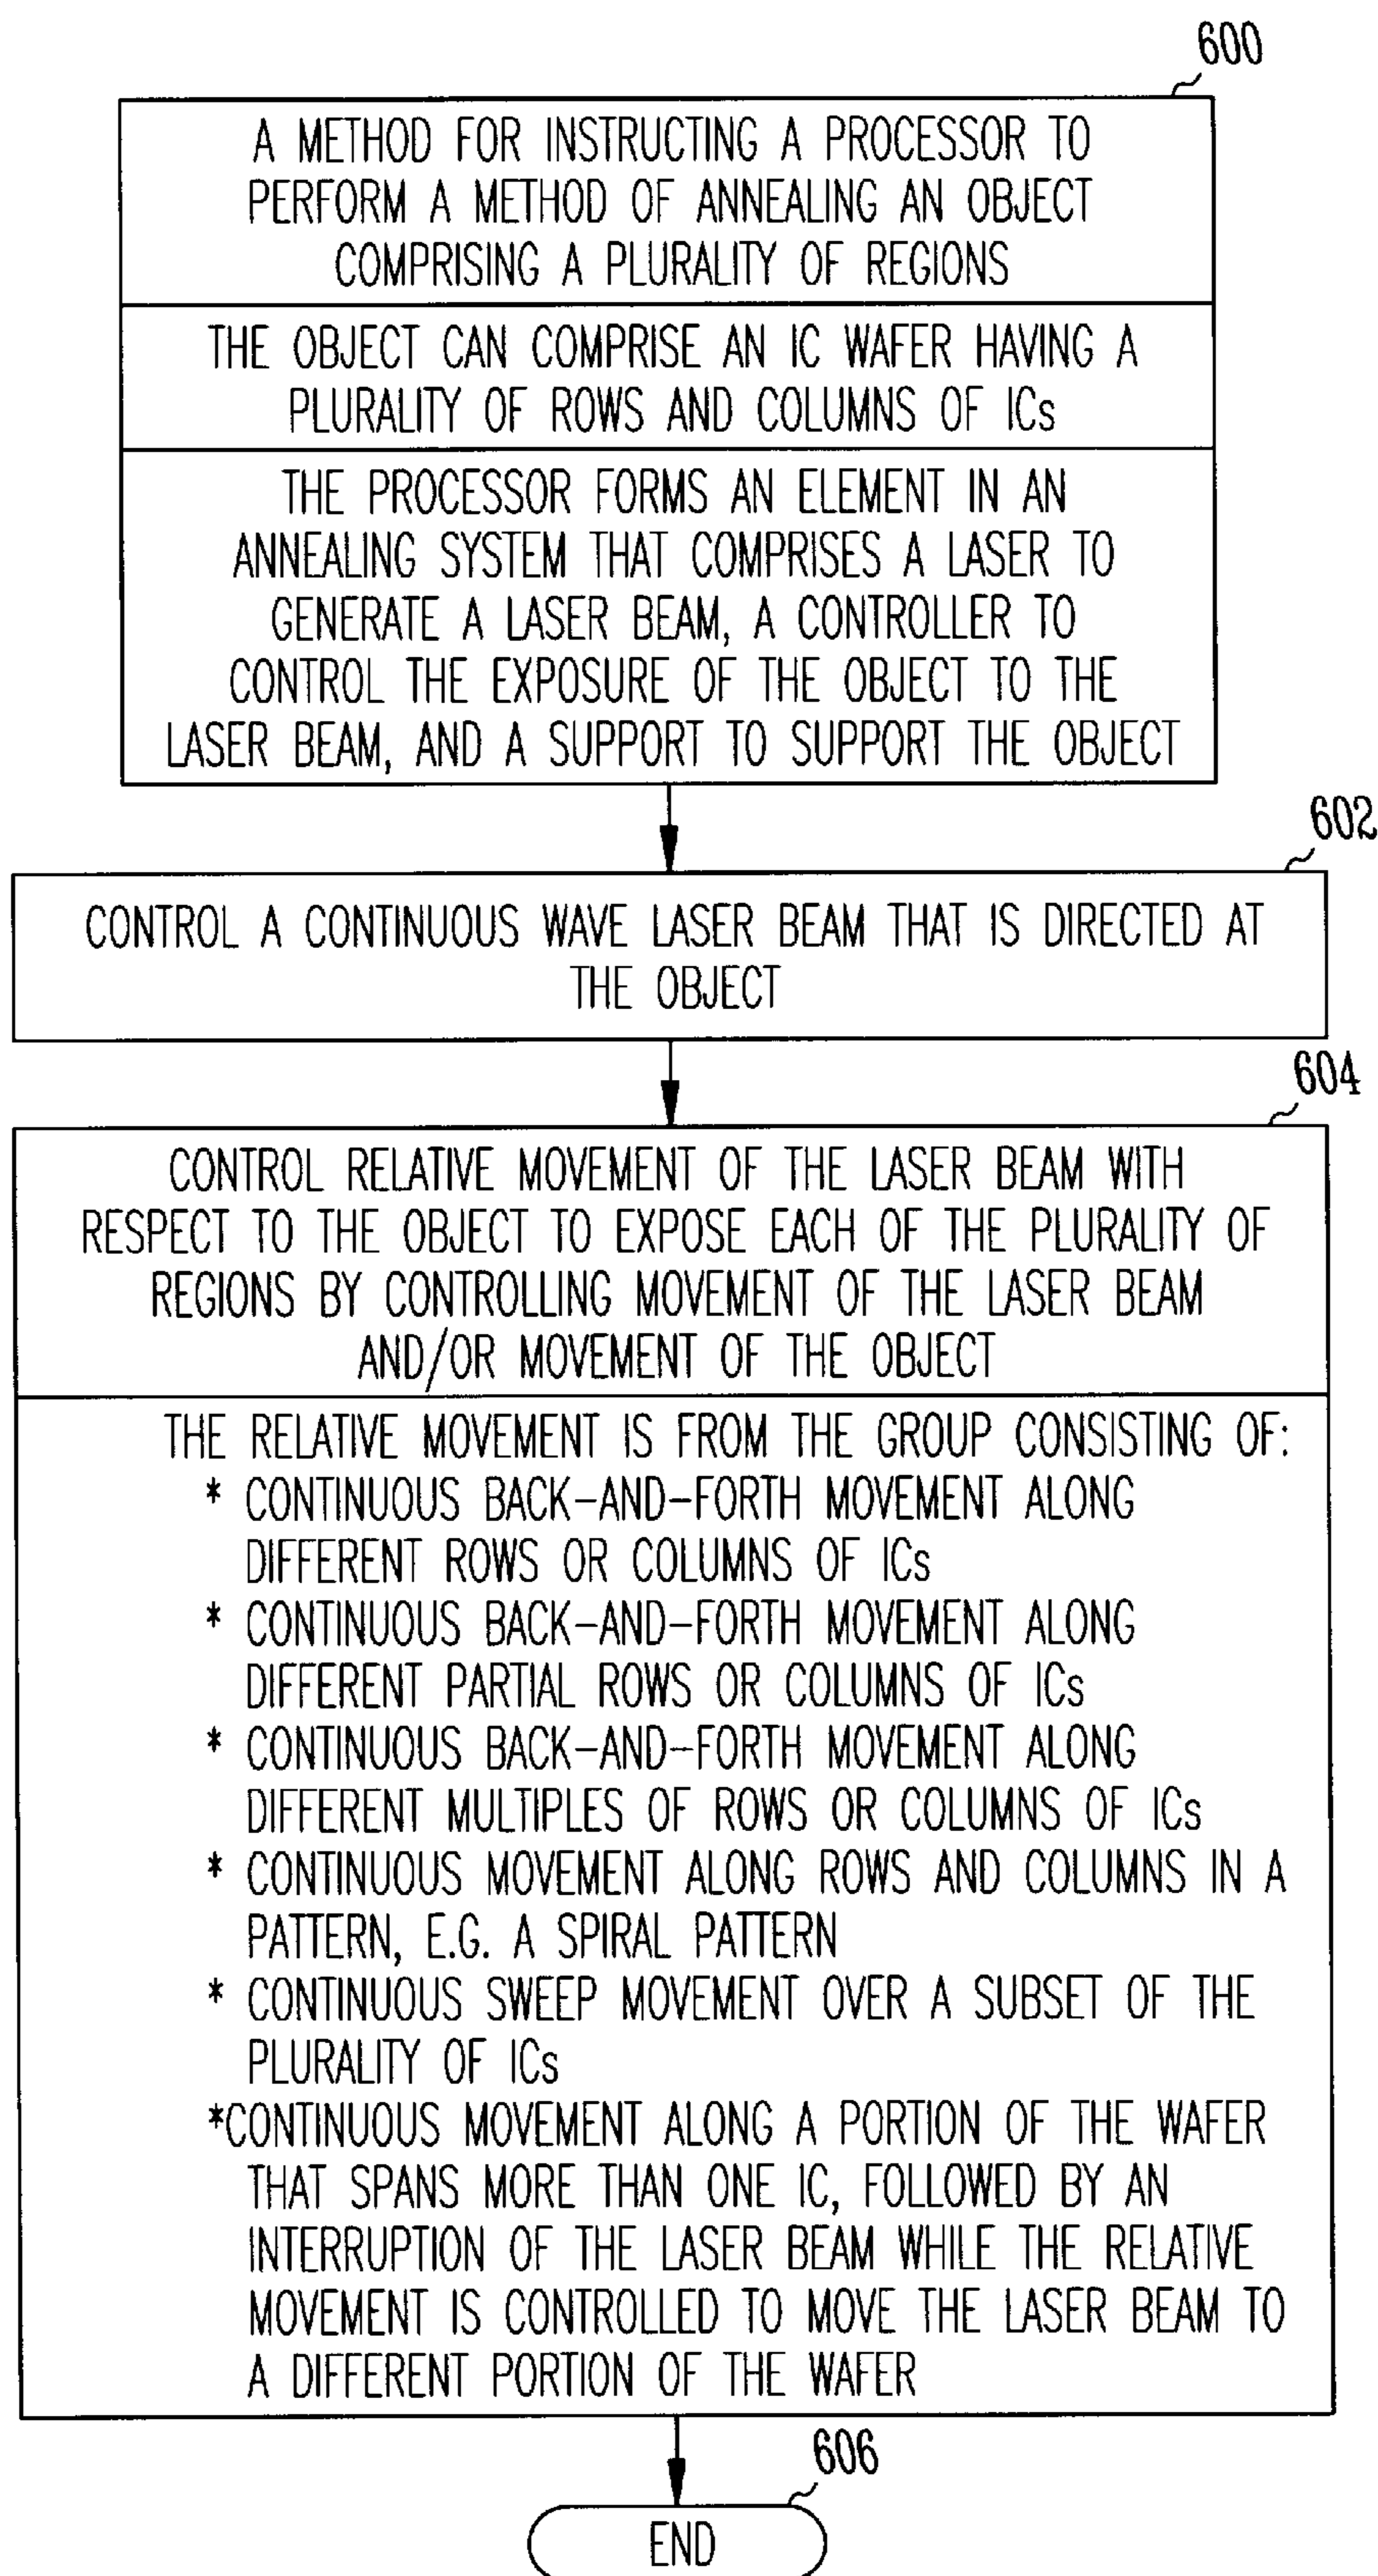 600
A METHOD FOR INSTRUCTING A PROCESSOR TO
PERFORM A METHOD OF ANNEALING AN OBJECT
COMPRISING A PLURALITY OF REGIONS
THE OBJECT CAN COMPRISE AN IC WAFER HAVING A
PLURALITY OF ROWS AND COLUMNS OF ICs
THE PROCESSOR FORMS AN ELEMENT IN AN
ANNEALING SYSTEM THAT COMPRISES A LASER TO
GENERATE A LASER BEAM, A CONTROLLER TO
CONTROL THE EXPOSURE OF THE OBJECT TO THE
LASER BEAM, AND A SUPPORT TO SUPPORT THE OBJECT
602
CONTROL A CONTINUOUS WAVE LASER BEAM THAT IS DIRECTED AT
THE OBJECT
604
CONTROL RELATIVE MOVEMENT OF THE LASER BEAM WITH
RESPECT TO THE OBJECT TO EXPOSE EACH OF THE PLURALITY OF
REGIONS BY CONTROLLING MOVEMENT OF THE LASER BEAM
AND/OR MOVEMENT OF THE OBJECT
THE RELATIVE MOVEMENT IS FROM THE GROUP CONSISTING OF:
* CONTINUOUS BACK-AND-FORTH MOVEMENT ALONG
DIFFERENT ROWS OR COLUMNS OF ICs
* CONTINUOUS BACK-AND-FORTH MOVEMENT ALONG
DIFFERENT PARTIAL ROWS OR COLUMNS OF ICs
* CONTINUOUS BACK-AND-FORTH MOVEMENT ALONG
DIFFERENT MULTIPLES OF ROWS OR COLUMNS OF ICs
* CONTINUOUS MOVEMENT ALONG ROWS AND COLUMNS IN A
PATTERN, E.G. A SPIRAL PATTERN
* CONTINUOUS SWEEP MOVEMENT OVER A SUBSET OF THE
PLURALITY OF ICs
*CONTINUOUS MOVEMENT ALONG A PORTION OF THE WAFER
THAT SPANS MORE THAN ONE IC, FOLLOWED BY AN
INTERRUPTION OF THE LASER BEAM WHILE THE RELATIVE
MOVEMENT IS CONTROLLED TO MOVE THE LASER BEAM TO
A DIFFERENT PORTION OF THE WAFER
606
END